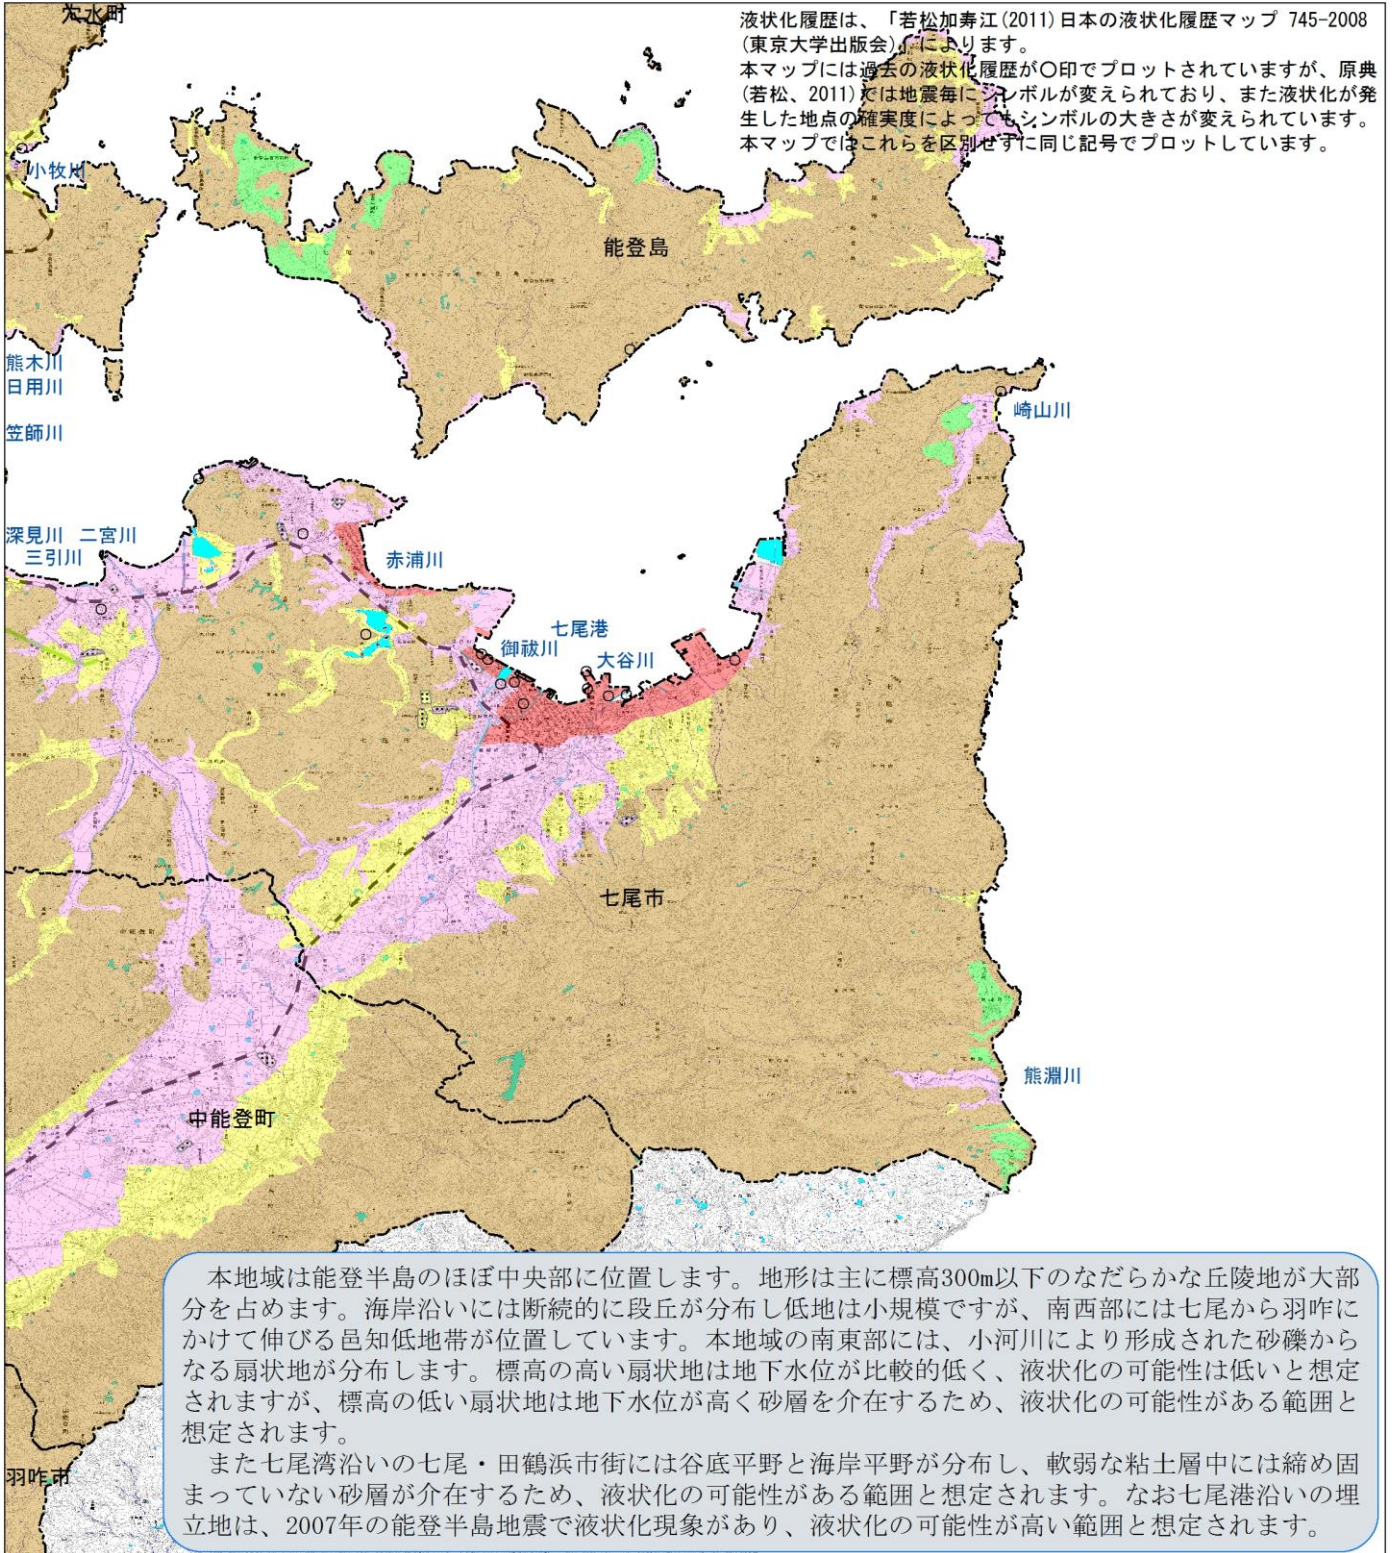 液状化履歴は、「若松加寿江(2011)日本の液状化履歴マップ 745-2008
(東京大学出版会)」によります。
本マップには過去の液状化履歴が〇印でプロットされていますが、原典
(若松、2011)では地震毎にシンボルが変えられており、また液状化が発
生した地点の確実度によってもシンボルの大きさが変えられています。
本マップではこれらを区別せずに同じ記号でプロットしています。
穴水町
小牧川
能登島
熊木川
日用川
笠師川
崎山川
深見川 二宮川
三引川
赤浦川
七尾港
御祓川
大谷川
七尾市
熊淵川
中能登町
羽咋市
本地域は能登半島のほぼ中央部に位置します。地形は主に標高300m以下のなだらかな丘陵地が大部
分を占めます。海岸沿いには断続的に段丘が分布し低地は小規模ですが、南西部には七尾から羽咋に
かけて伸びる邑知低地帯が位置しています。本地域の南東部には、小河川により形成された砂礫から
なる扇状地が分布します。標高の高い扇状地は地下水位が比較的低く、液状化の可能性は低いと想定
されますが、標高の低い扇状地は地下水位が高く砂層を介在するため、液状化の可能性がある範囲と
想定されます。
また七尾湾沿いの七尾・田鶴浜市街には谷底平野と海岸平野が分布し、軟弱な粘土層中には締め固
まっていない砂層が介在するため、液状化の可能性がある範囲と想定されます。なお七尾港沿いの埋
立地は、2007年の能登半島地震で液状化現象があり、液状化の可能性が高い範囲と想定されます。